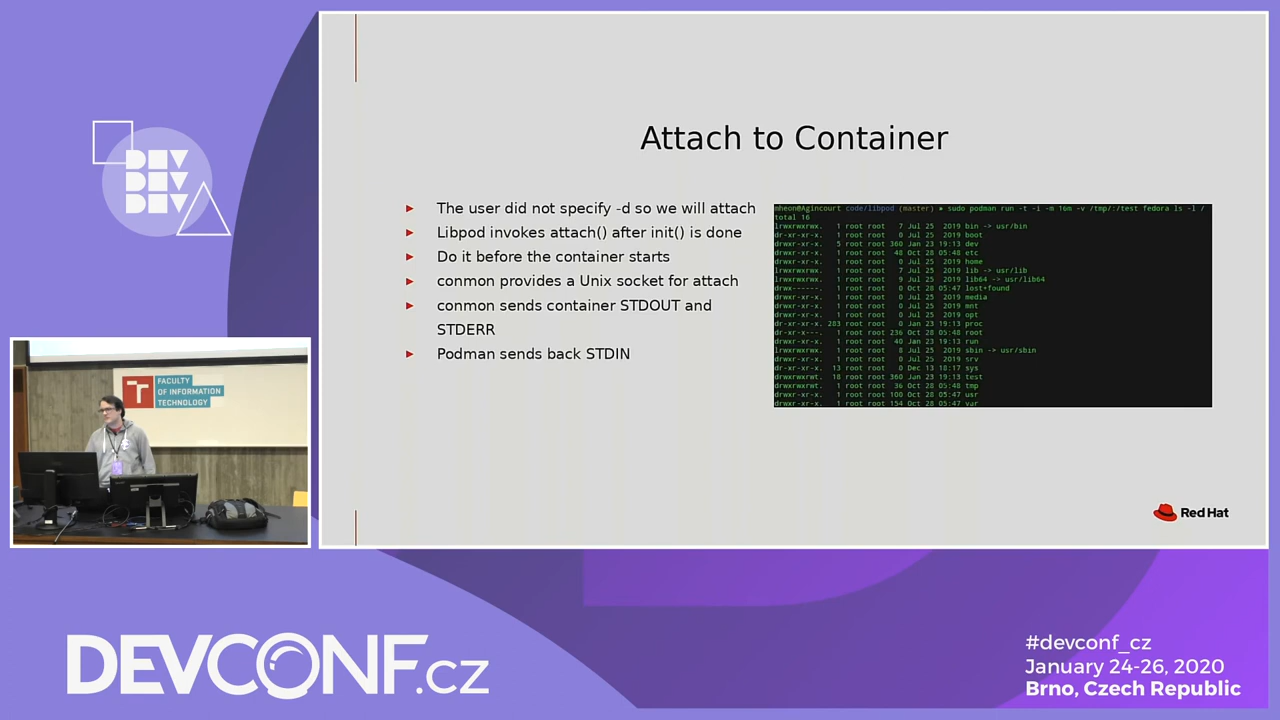 DEV
DEV
DEV
Attach to Container
The user did not specify -d so we will attach
Libpod invokes attach() after init() is done
Do it before the container starts
conmon provides a Unix socket for attach
conmon sends container STDOUT and
STDERR
Podman sends back STDIN
mheon@Agincourt code/libpod (master) » sudo podman run -t -i -m 16m -v /tmp/:/test fedora ls -l /
total 16
lrwxrwxrwx. 1 root root 7 Jul 25 2019 bin -> usr/bin
dr-xr-xr-x. 1 root root 0 Jul 25 2019 boot
drwxr-xr-x. 5 root root 360 Jan 23 19:13 dev
drwxr-xr-x. 1 root root 48 Oct 28 05:48 etc
drwxr-xr-x. 1 root root 0 Jul 25 2019 home
lrwxrwxrwx. 1 root root 7 Jul 25 2019 lib -> usr/lib
lrwxrwxrwx. 1 root root 9 Jul 25 2019 lib64 -> usr/lib64
drwx------. 1 root root 0 Oct 28 05:47 lost+found
drwxr-xr-x. 1 root root 0 Jul 25 2019 media
drwxr-xr-x. 1 root root 0 Jul 25 2019 mnt
drwxr-xr-x. 1 root root 0 Jul 25 2019 opt
dr-xr-xr-x. 283 root root 0 Jan 23 19:13 proc
dr-xr-x---. 1 root root 236 Oct 28 05:48 root
drwxr-xr-x. 1 root root 40 Jan 23 19:13 run
lrwxrwxrwx. 1 root root 8 Jul 25 2019 sbin -> usr/sbin
drwxr-xr-x. 1 root root 0 Jul 25 2019 srv
dr-xr-xr-x. 13 root root 0 Dec 13 18:17 sys
drwxrwxrwt. 18 root root 360 Jan 23 19:13 test
drwxrwxrwt. 1 root root 36 Oct 28 05:48 tmp
drwxr-xr-x. 1 root root 100 Oct 28 05:47 usr
drwxr-xr-x. 1 root root 154 Oct 28 05:47 var
Red Hat
FACULTY
OF INFORMATION
TECHNOLOGY
DEVCONF.cz
#devconf_cz
January 24-26, 2020
Brno, Czech Republic